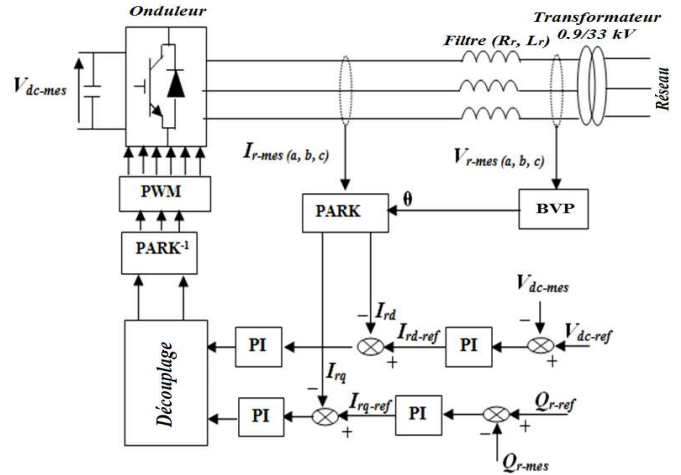 Onduleur
Transformateur
0.9/33 kV
Filtre (Rr, Lr)
Vdc-mes
Réseau
Ir-mes (a, b, c)
Vr-mes (a, b, c)
PWM
PARK
θ
BVP
PARK-1
Vdc-mes
− Ird
−
Vdc-ref
Découplage
PI
+
Ird-ref
PI
+
Irq
−
Irq-ref
Qr-ref
PI
+
PI
−
+
Qr-mes